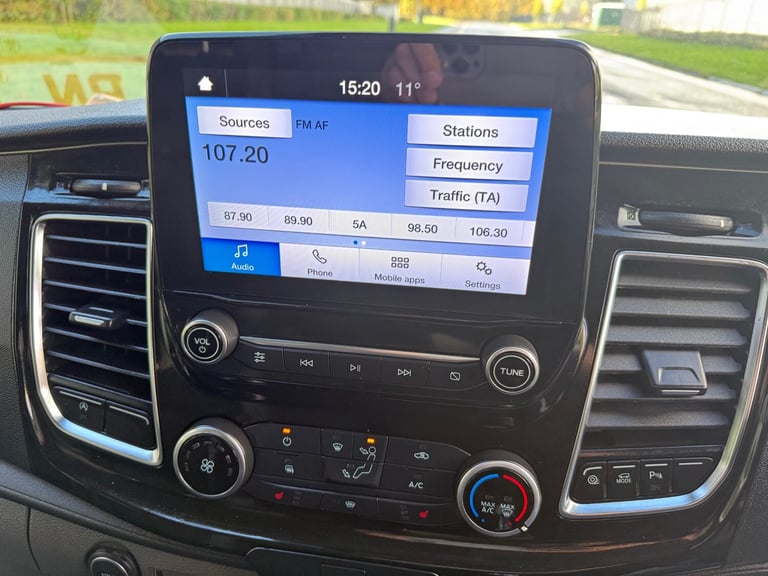 15:20 11°
Sources FM AF Stations
107.20 Frequency
Traffic (TA)
87.90 89.90 5A 98.50 106.30
Audio Phone Mobile apps Settings
VOL TUNE
A/C
MAX A/C MAX
MODE